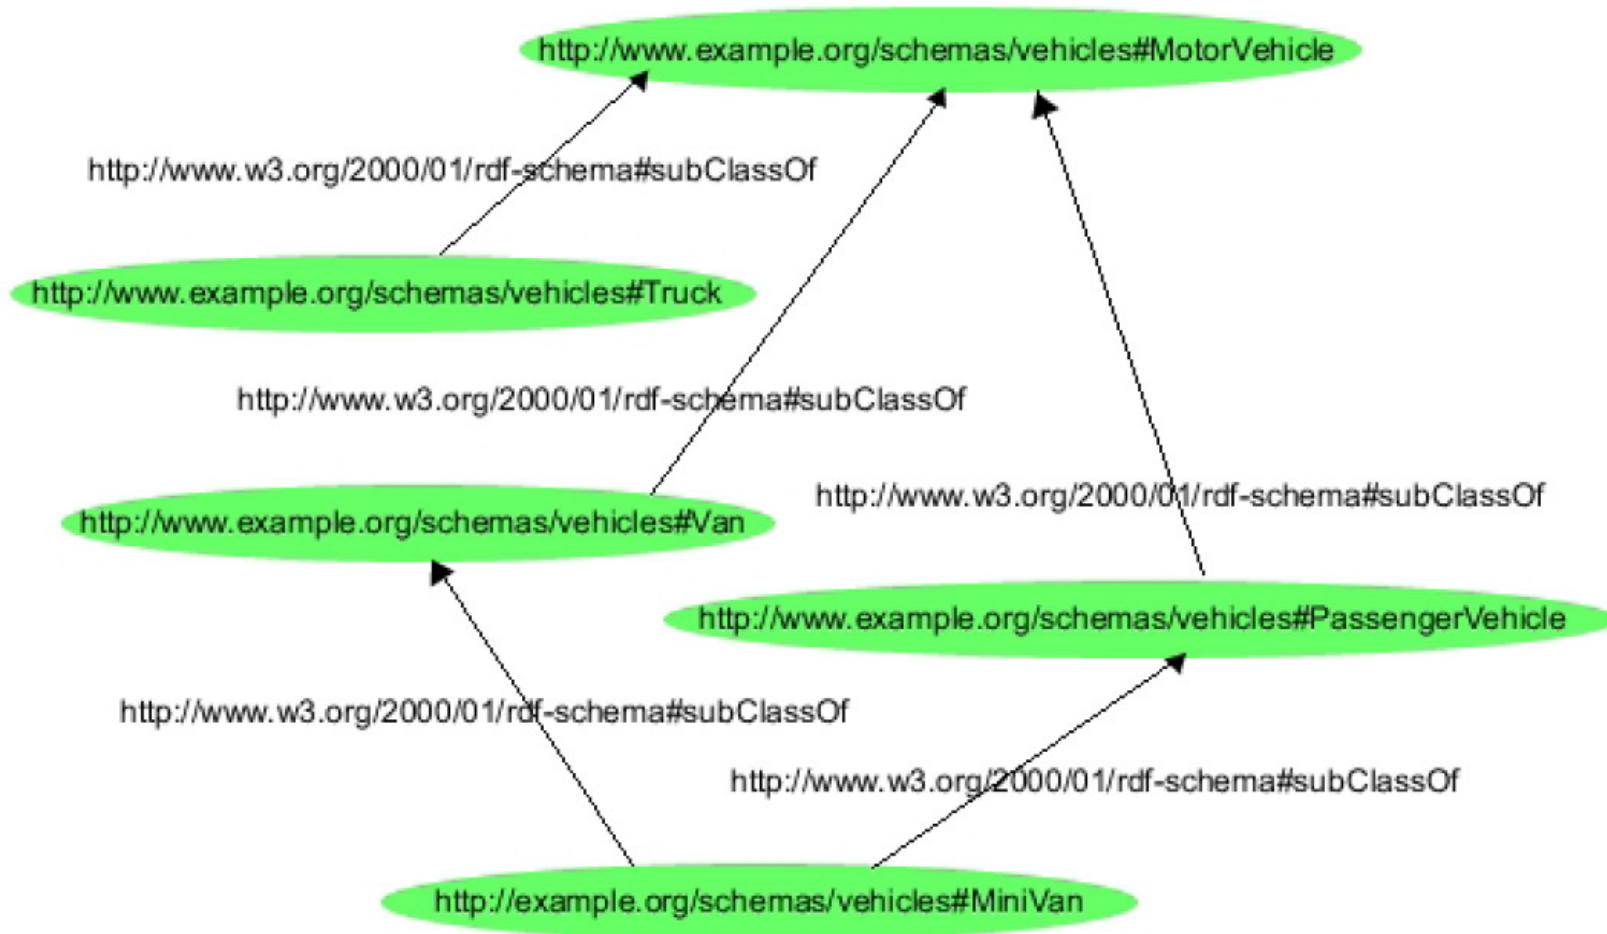 http://www.example.org/schemas/vehicles#MotorVehicle
http://www.w3.org/2000/01/rdf-schema#subClassOf
http://www.example.org/schemas/vehicles#Truck
http://www.w3.org/2000/01/rdf-schema#subClassOf
http://www.w3.org/2000/01/rdf-schema#subClassOf
http://www.example.org/schemas/vehicles#Van
http://www.example.org/schemas/vehicles#PassengerVehicle
http://www.w3.org/2000/01/rdf-schema#subClassOf
http://www.w3.org/2000/01/rdf-schema#subClassOf
http://example.org/schemas/vehicles#MiniVan